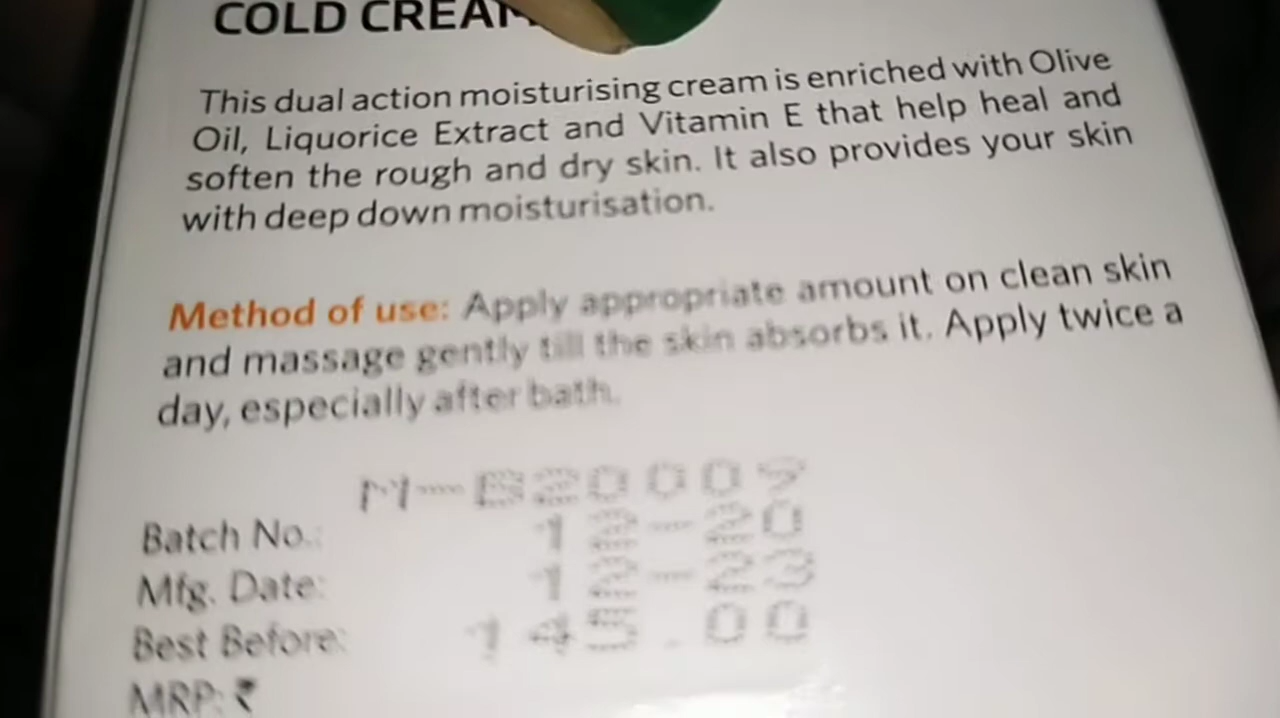 COLD CREAM
This dual action moisturising cream is enriched with Olive
Oil, Liquorice Extract and Vitamin E that help heal and
soften the rough and dry skin. It also provides your skin
with deep down moisturisation.
Method of use: Apply appropriate amount on clean skin
and massage gently till the skin absorbs it. Apply twice a
day, especially after bath.
Batch No.:
12-20
Mfg. Date:
12-23
Best Before:
145.00
MRP: ₹